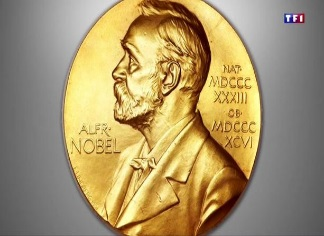 TF1
ALFR·
NOBEL
NAT·
MDCCC
XXXIII
OB·
MDCCC
XCVI